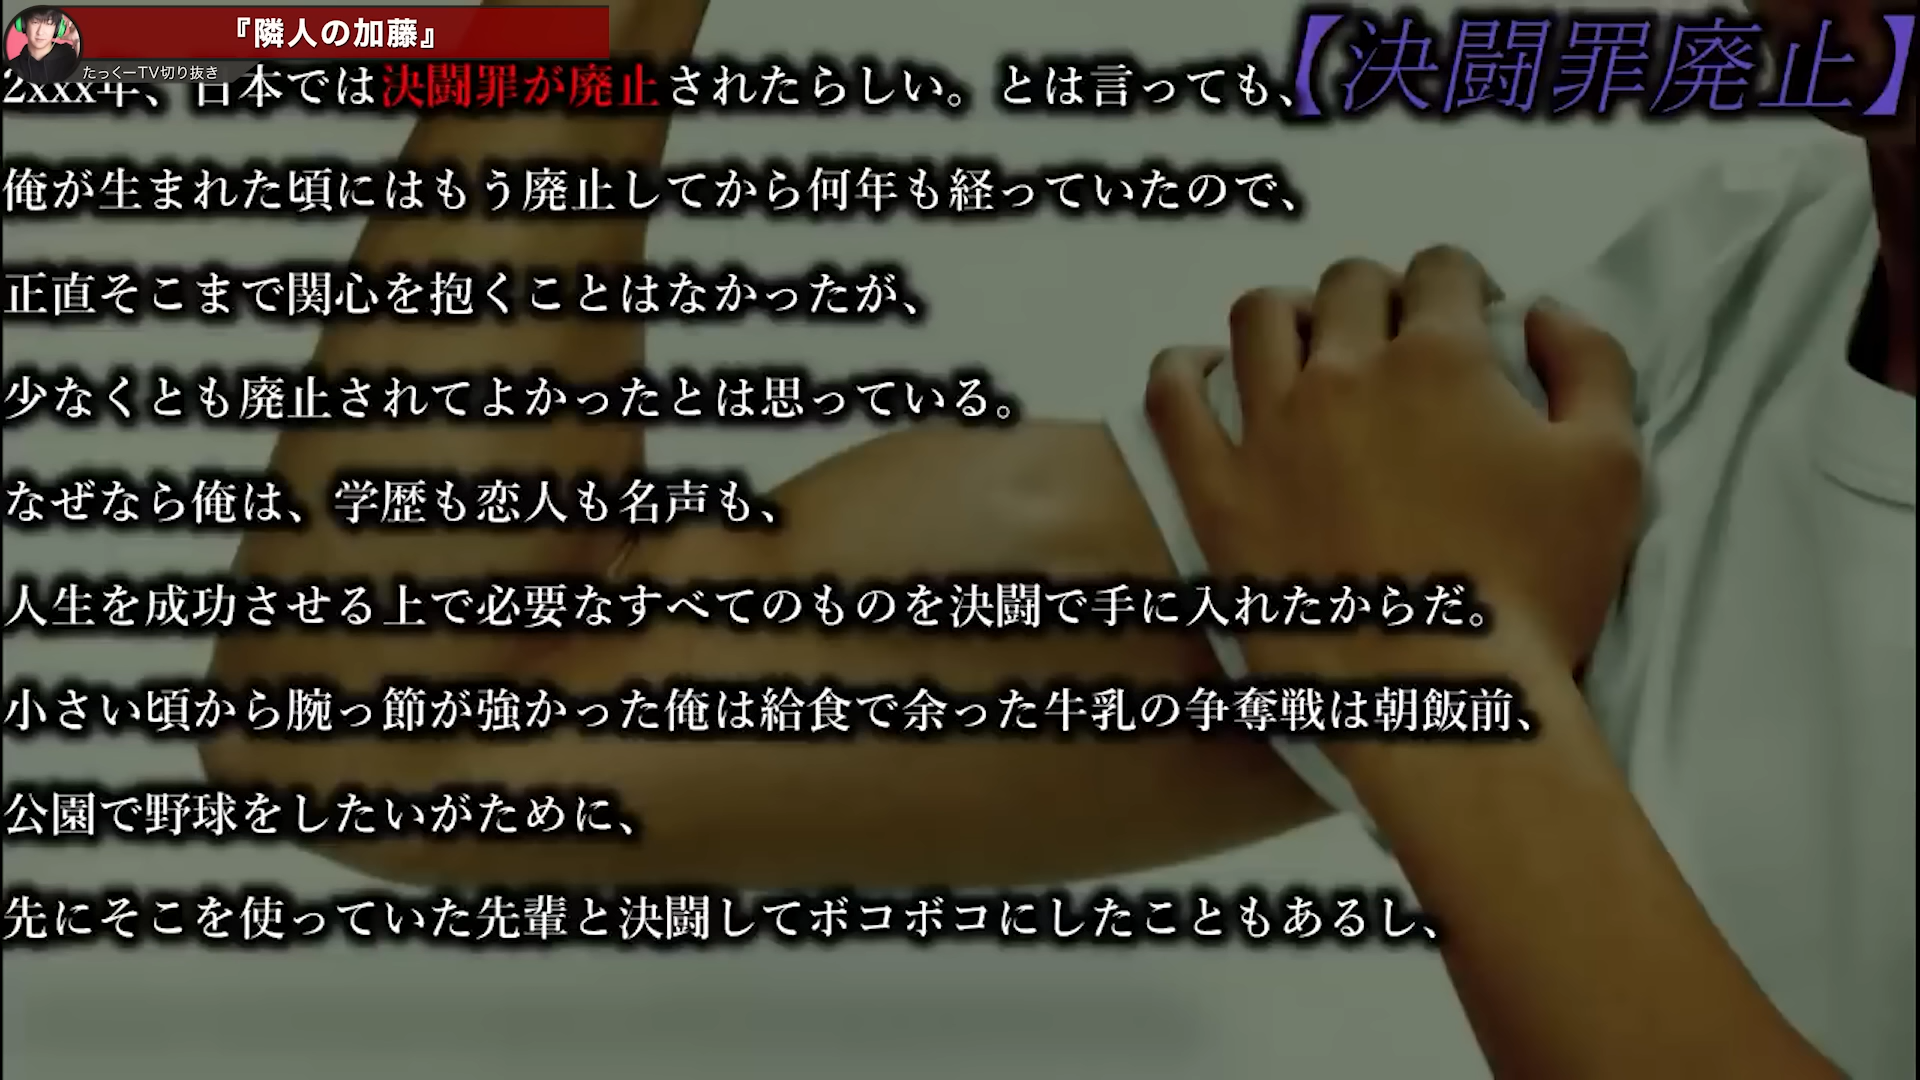 『隣人の加藤』
たっくーTV切り抜き
【決闘罪廃止】
2xxx年、日本では決闘罪が廃止されたらしい。とは言っても、
俺が生まれた頃にはもう廃止してから何年も経っていたので、
正直そこまで関心を抱くことはなかったが、
少なくとも廃止されてよかったとは思っている。
なぜなら俺は、学歴も恋人も名声も、
人生を成功させる上で必要なすべてのものを決闘で手に入れたからだ。
小さい頃から腕っ節が強かった俺は給食で余った牛乳の争奪戦は朝飯前、
公園で野球をしたいがために、
先にそこを使っていた先輩と決闘してボコボコにしたこともあるし、